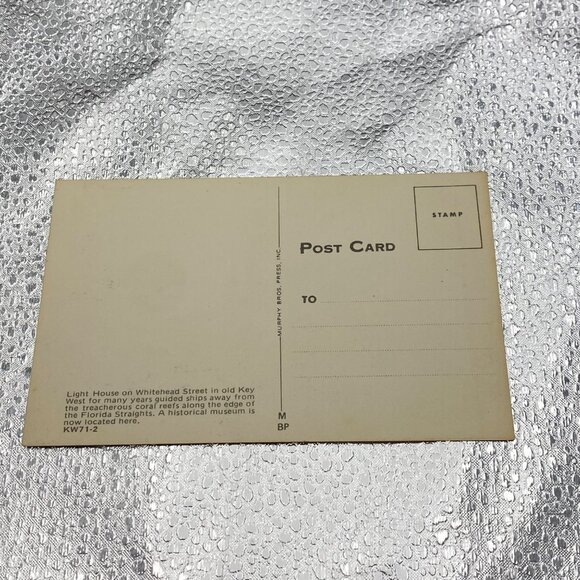 Light House on Whitehead Street in old Key
West for many years guided ships away from
the treacherous coral reefs along the edge of
the Florida Straights. A historical museum is
now located here.
KW71-2
MURPHY BROS. PRESS, INC.
M
BP
STAMP
POST CARD
TO